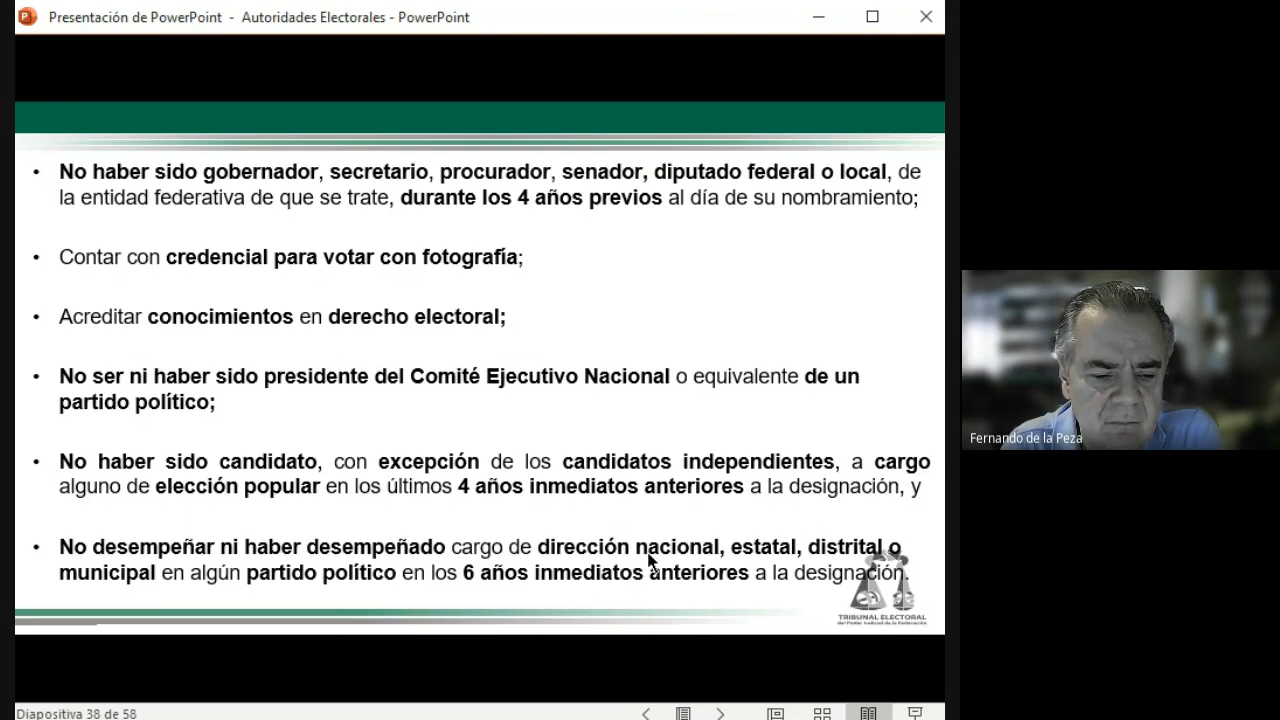 Presentación de PowerPoint - Autoridades Electorales - PowerPoint
• No haber sido gobernador, secretario, procurador, senador, diputado federal o local, de
la entidad federativa de que se trate, durante los 4 años previos al día de su nombramiento;
• Contar con credencial para votar con fotografía;
• Acreditar conocimientos en derecho electoral;
• No ser ni haber sido presidente del Comité Ejecutivo Nacional o equivalente de un
partido político;
• No haber sido candidato, con excepción de los candidatos independientes, a cargo
alguno de elección popular en los últimos 4 años inmediatos anteriores a la designación, y
• No desempeñar ni haber desempeñado cargo de dirección nacional, estatal, distrital o
municipal en algún partido político en los 6 años inmediatos anteriores a la designación.
TRIBUNAL ELECTORAL
del Poder Judicial de la Federación
Fernando de la Peza
Diapositiva 38 de 58